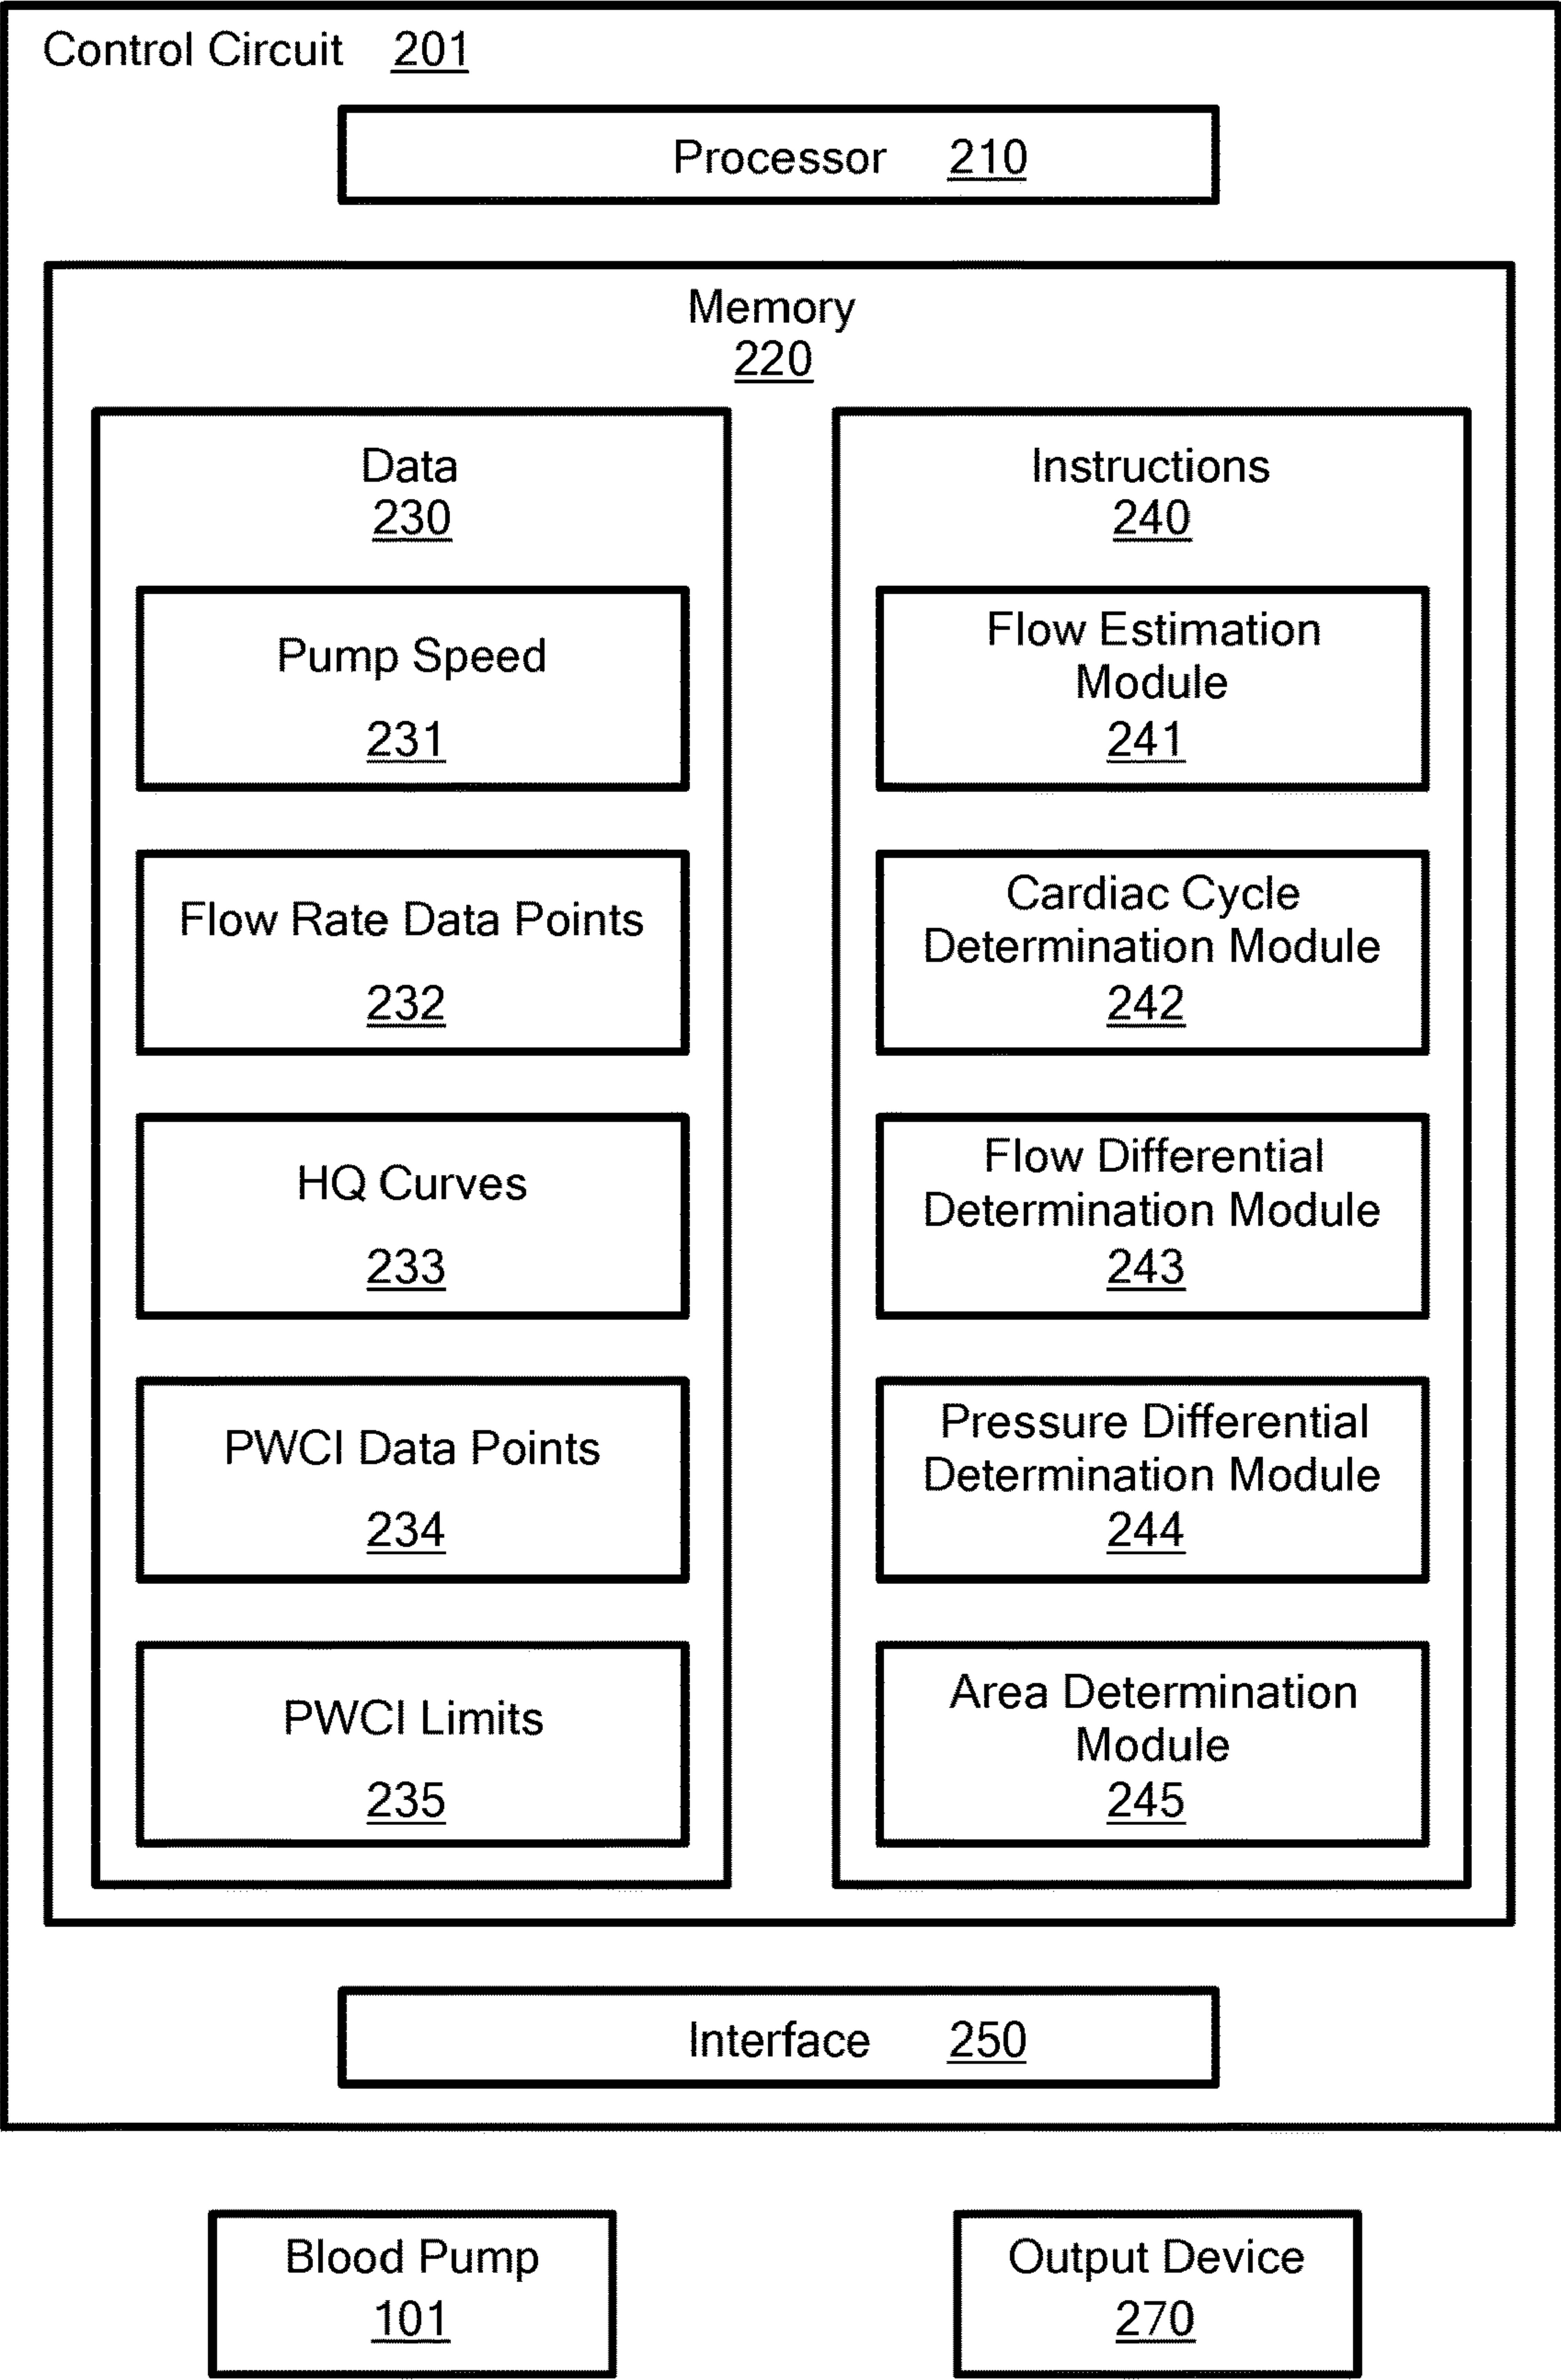 Control Circuit 201
Processor 210
Memory
220
Data
230
Pump Speed
231
Flow Rate Data Points
232
HQ Curves
233
PWCI Data Points
234
PWCI Limits
235
Instructions
240
Flow Estimation
Module
241
Cardiac Cycle
Determination Module
242
Flow Differential
Determination Module
243
Pressure Differential
Determination Module
244
Area Determination
Module
245
Interface 250
Blood Pump
101
Output Device
270